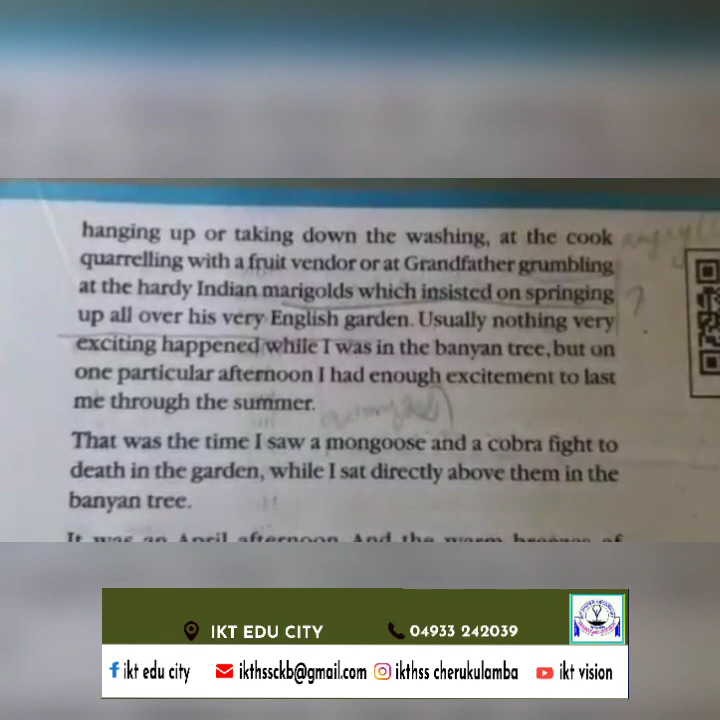 hanging up or taking down the washing, at the cook
quarrelling with a fruit vendor or at Grandfather grumbling
at the hardy Indian marigolds which insisted on springing
up all over his very English garden. Usually nothing very
exciting happened while I was in the banyan tree, but on
one particular afternoon I had enough excitement to last
me through the summer.
That was the time I saw a mongoose and a cobra fight to
death in the garden, while I sat directly above them in the
banyan tree.
It was an April afternoon. And the warm breezes of
IKT EDU CITY 04933 242039
ikt edu city ikthssckb@gmail.com ikthss cherukulamba ikt vision